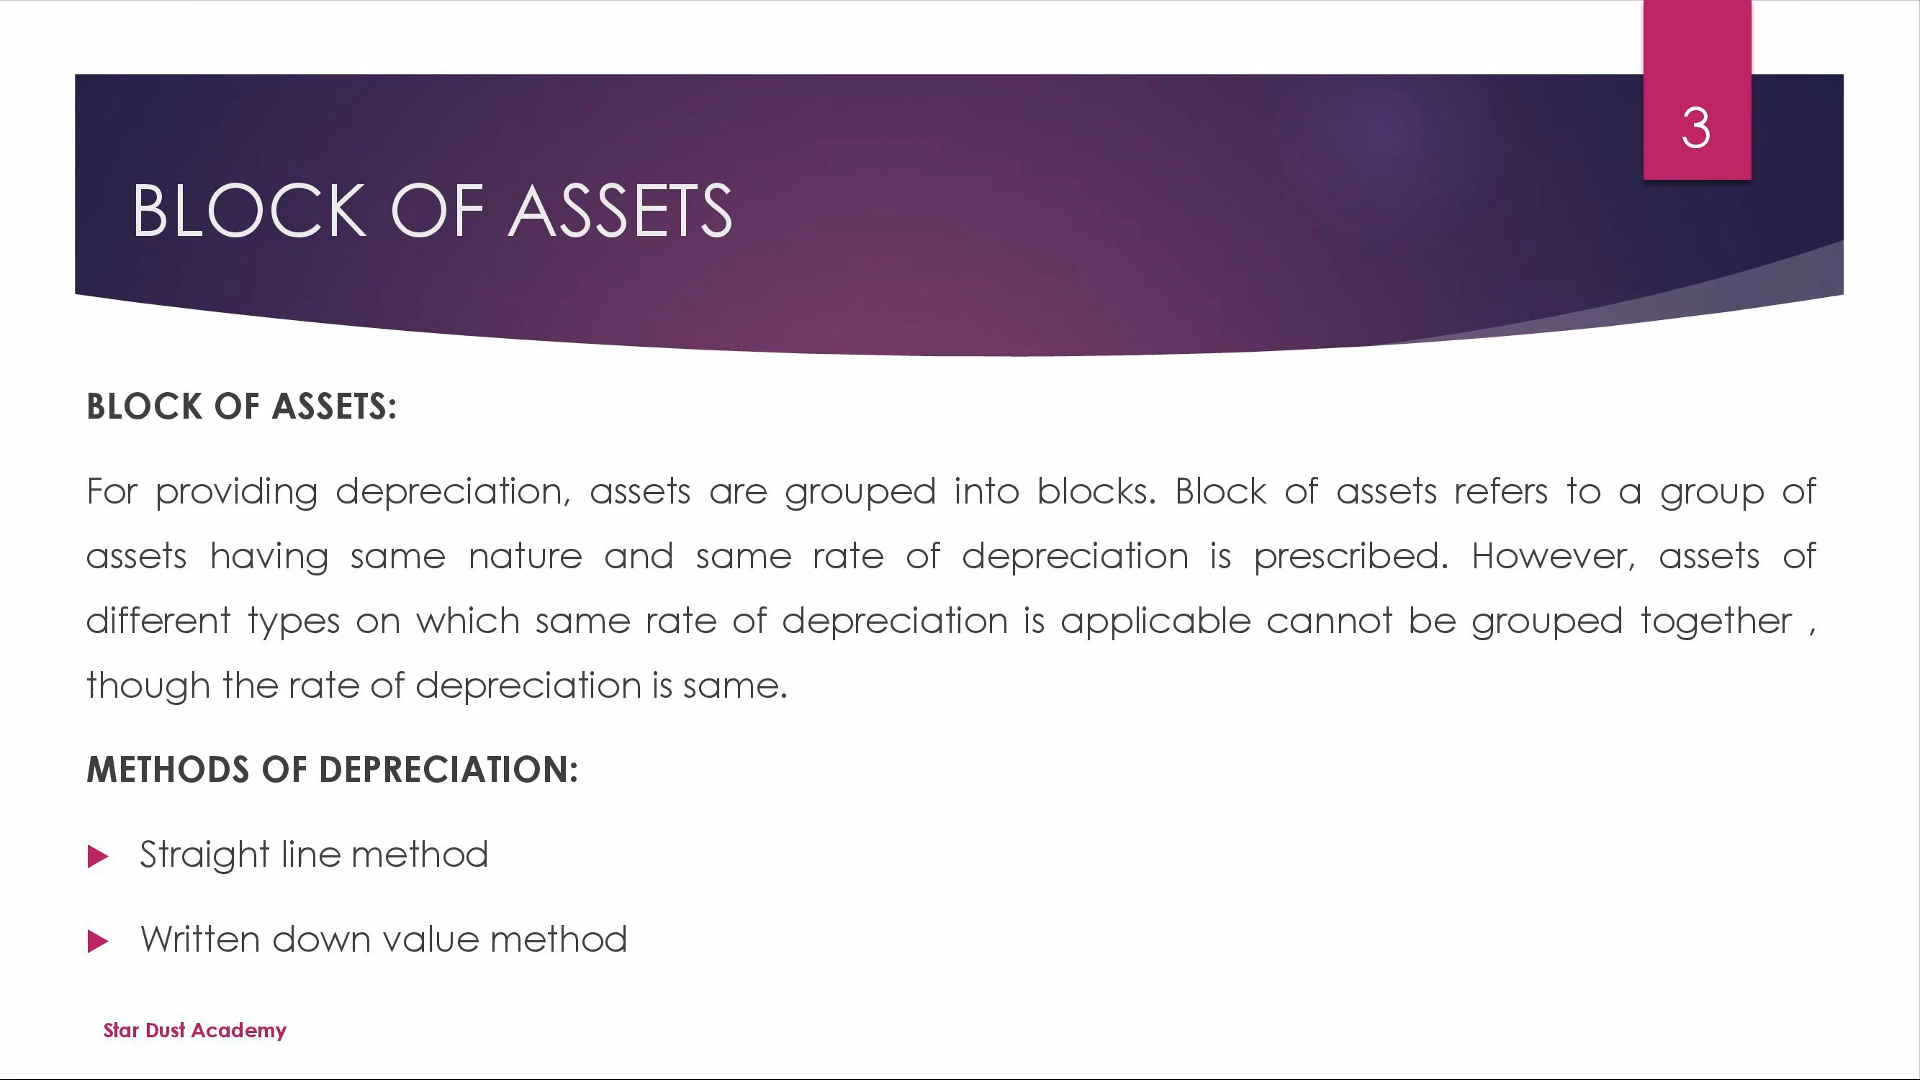 3
BLOCK OF ASSETS
BLOCK OF ASSETS:
For providing depreciation, assets are grouped into blocks. Block of assets refers to a group of
assets having same nature and same rate of depreciation is prescribed. However, assets of
different types on which same rate of depreciation is applicable cannot be grouped together ,
though the rate of depreciation is same.
METHODS OF DEPRECIATION:
Straight line method
Written down value method
Star Dust Academy